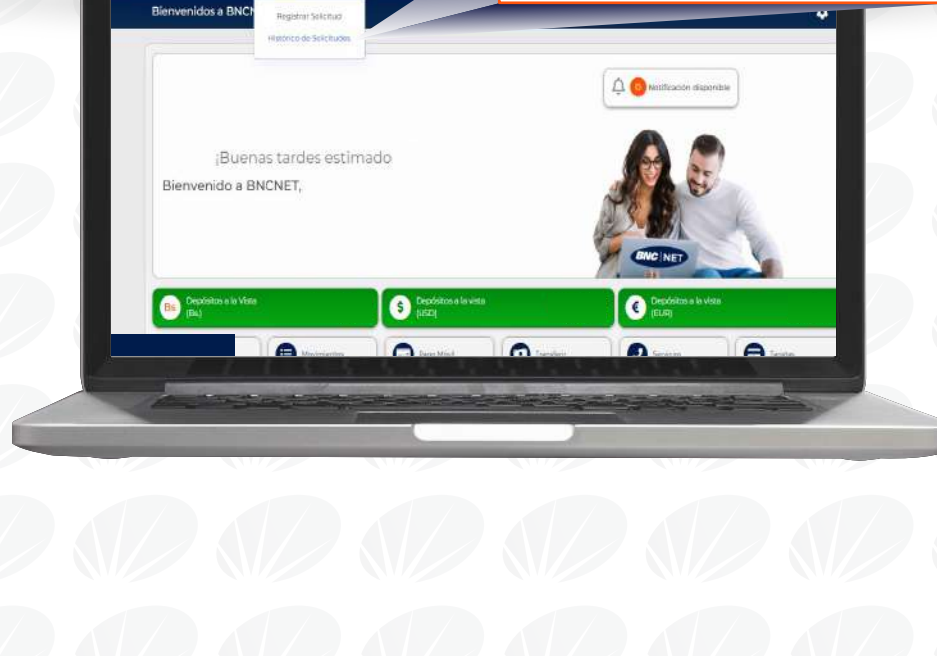 Bienvenidos a BNCN
Registrar Solicitud
Histórico de Solicitudes
0 Notificación disponible
¡Buenas tardes estimado
Bienvenido a BNCNET,
BNC NET
Bs Depósitos a la Vista
(Bs.)
$ Depósitos a la vista
(USD)
€ Depósitos a la vista
(EUR)
Movimientos
Pago Móvil
Transferir
Servicios
Tarjetas